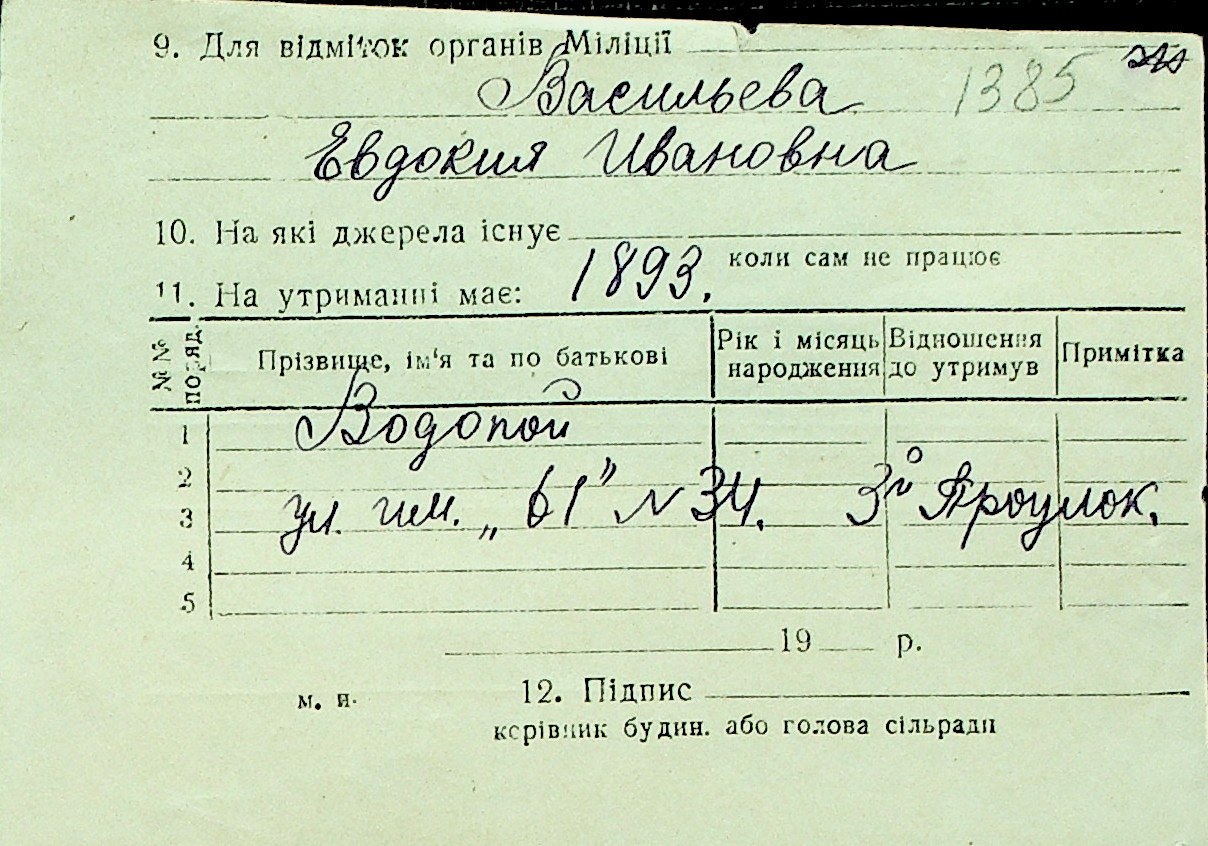 9. Для відміток органів Міліції
Васильева 1385
Евдокия Ивановна
10. На які джерела існує
коли сам не працює
11. На утриманні має: 1893.
№№ поряд. Прізвище, ім'я та по батькові Рік і місяць народження Відношення до утримув Примітка
1 Водопой
2
3 ул. им. „61” N 34. 3й Проулок.
4
5
19 р.
м. п. 12. Підпис
керівник будин. або голова сільради